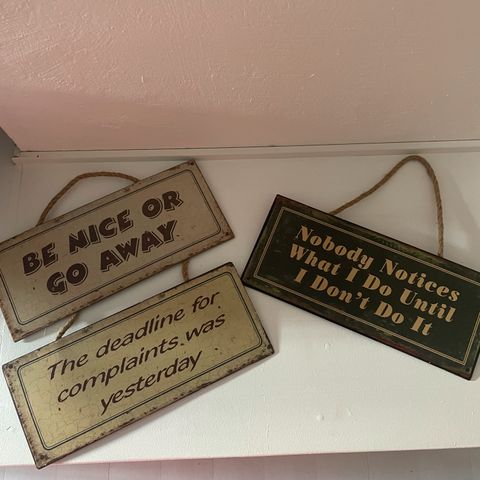 BE NICE OR
GO AWAY
The deadline for
complaints was
yesterday
Nobody Notices
What I Do Until
I Don't Do It